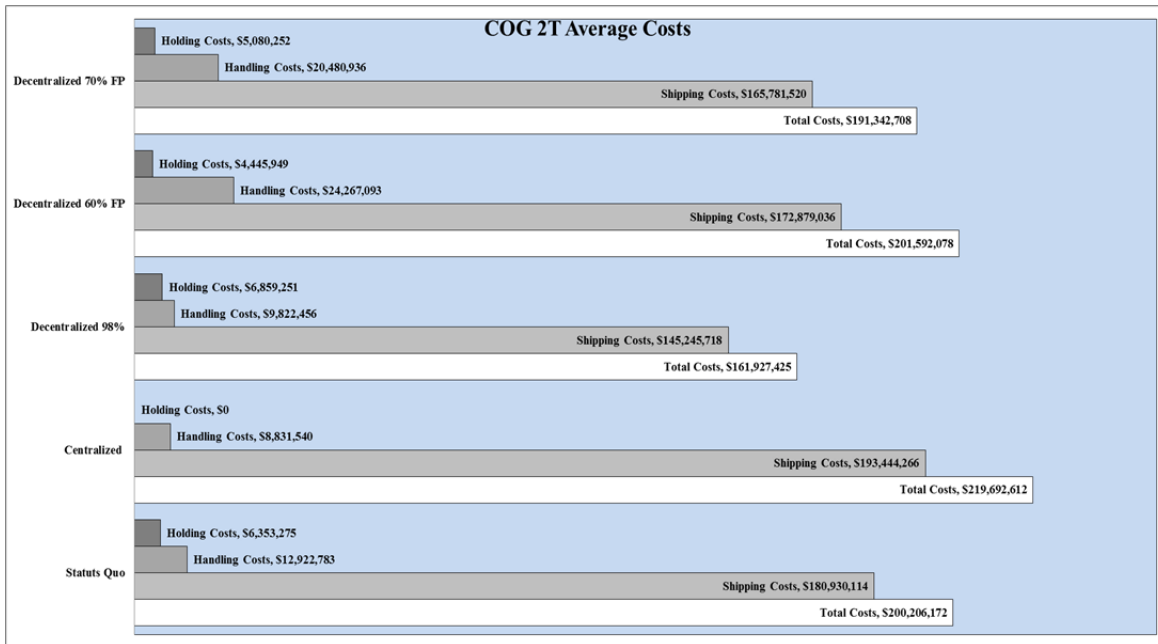 COG 2T Average Costs
Holding Costs, $5,080,252
Handling Costs, $20,480,936
Decentralized 70% FP
Shipping Costs, $165,781,520
Total Costs, $191,342,708
Holding Costs, $4,445,949
Handling Costs, $24,267,093
Decentralized 60% FP
Shipping Costs, $172,879,036
Total Costs, $201,592,078
Holding Costs, $6,859,251
Handling Costs, $9,822,456
Decentralized 98%
Shipping Costs, $145,245,718
Total Costs, $161,927,425
Holding Costs, $0
Handling Costs, $8,831,540
Centralized
Shipping Costs, $193,444,266
Total Costs, $219,692,612
Holding Costs, $6,353,275
Handling Costs, $12,922,783
Statuts Quo
Shipping Costs, $180,930,114
Total Costs, $200,206,172